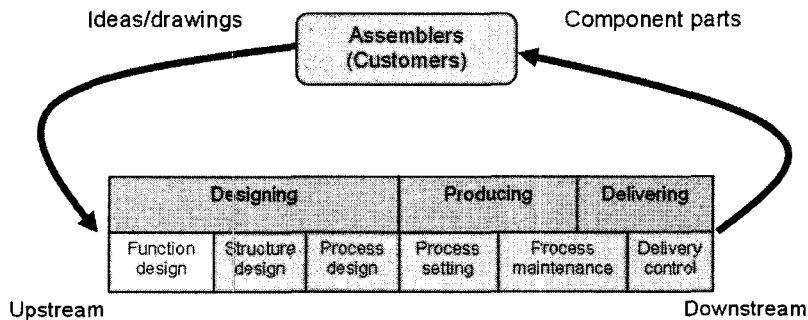 Ideas/drawings
Assemblers
(Customers)
Component parts
Designing
Producing
Delivering
Function
design
Structure
design
Process
design
Process
setting
Process
maintenance
Delivery
control
Upstream
Downstream